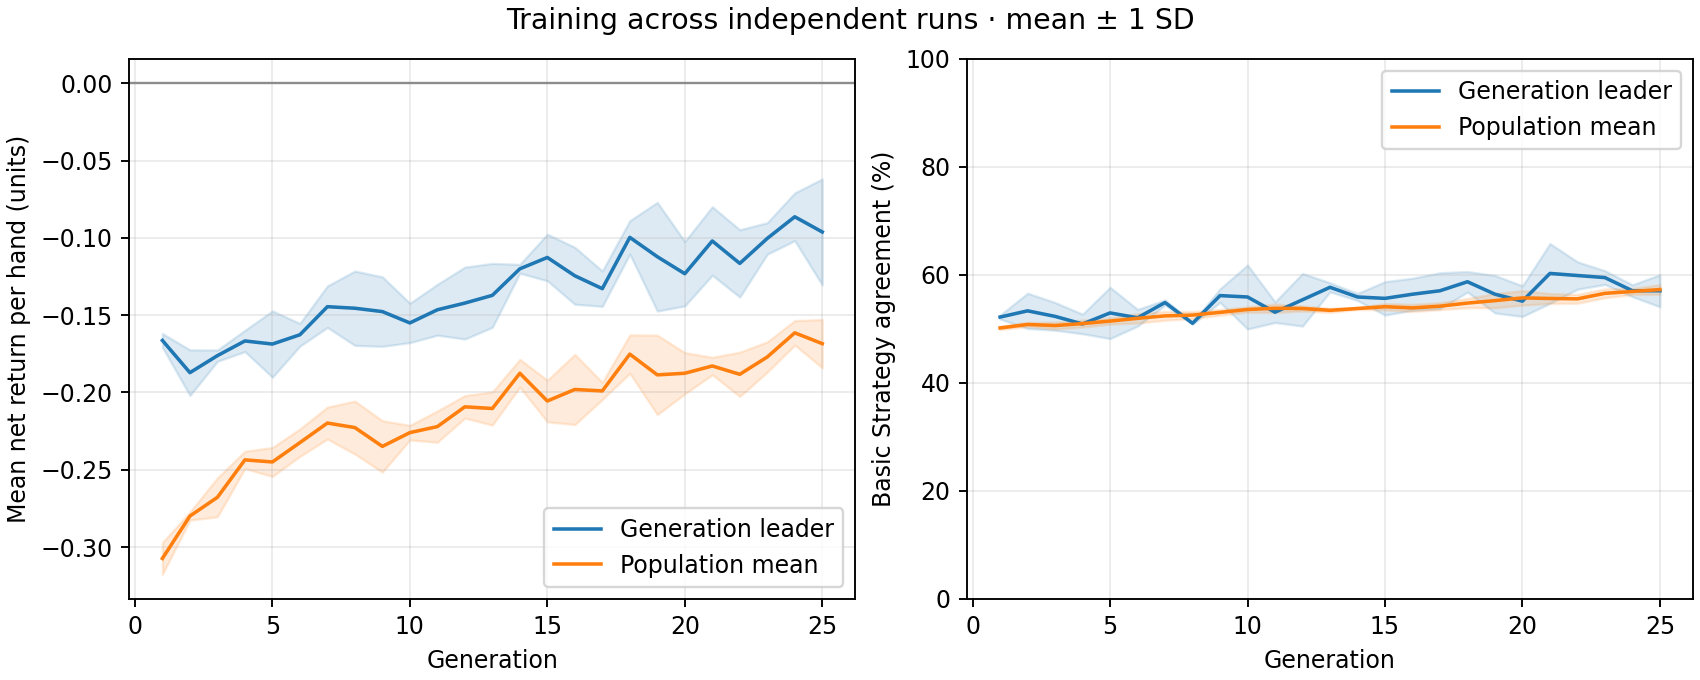 Training across independent runs · mean ± 1 SD
Mean net return per hand (units)
0.00
−0.05
−0.10
−0.15
−0.20
−0.25
−0.30
0
5
10
15
20
25
Generation
Generation leader
Population mean
Basic Strategy agreement (%)
100
80
60
40
20
0
0
5
10
15
20
25
Generation
Generation leader
Population mean